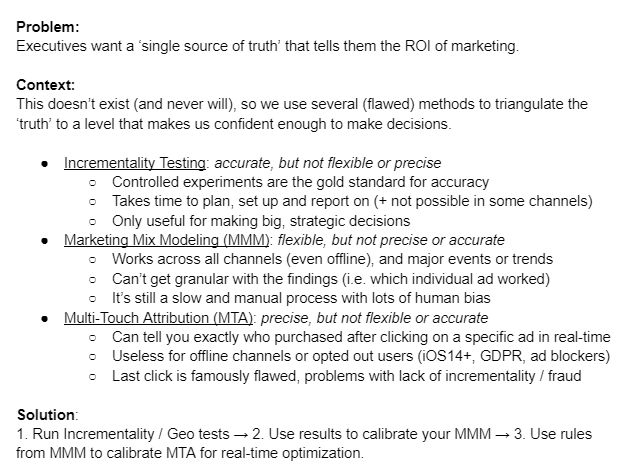 Problem:
Executives want a ‘single source of truth’ that tells them the ROI of marketing.
Context:
This doesn’t exist (and never will), so we use several (flawed) methods to triangulate the
‘truth’ to a level that makes us confident enough to make decisions.
● Incrementality Testing: accurate, but not flexible or precise
○ Controlled experiments are the gold standard for accuracy
○ Takes time to plan, set up and report on (+ not possible in some channels)
○ Only useful for making big, strategic decisions
● Marketing Mix Modeling (MMM): flexible, but not precise or accurate
○ Works across all channels (even offline), and major events or trends
○ Can’t get granular with the findings (i.e. which individual ad worked)
○ It’s still a slow and manual process with lots of human bias
● Multi-Touch Attribution (MTA): precise, but not flexible or accurate
○ Can tell you exactly who purchased after clicking on a specific ad in real-time
○ Useless for offline channels or opted out users (iOS14+, GDPR, ad blockers)
○ Last click is famously flawed, problems with lack of incrementality / fraud
Solution:
1. Run Incrementality / Geo tests → 2. Use results to calibrate your MMM → 3. Use rules
from MMM to calibrate MTA for real-time optimization.